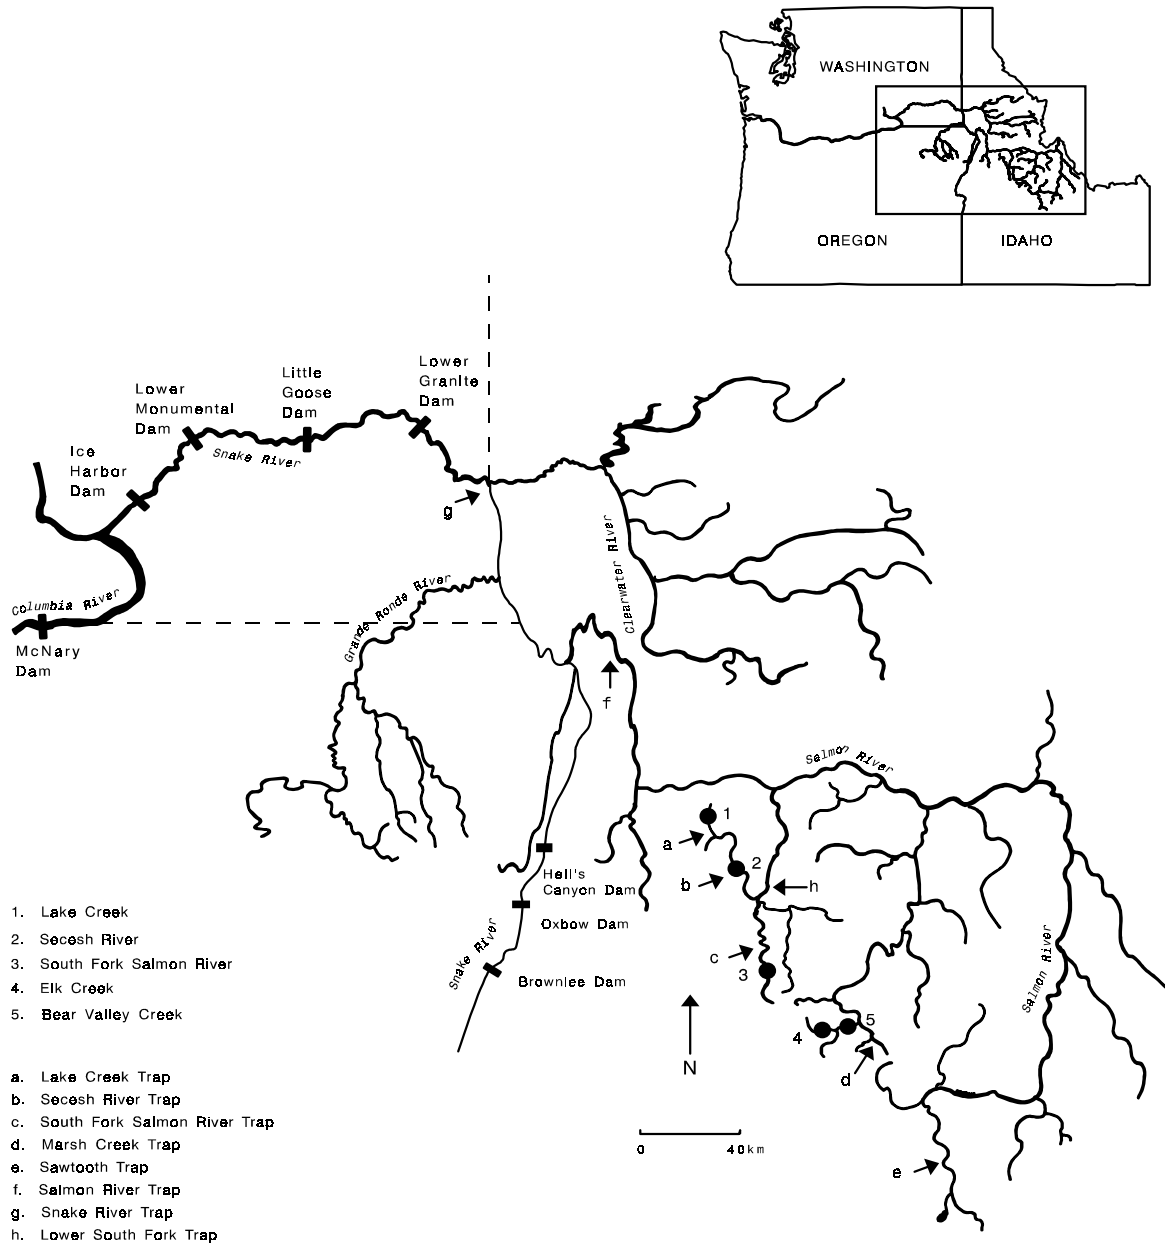 WASHINGTON
OREGON
IDAHO
Lower
Granite
Dam
Little
Goose
Dam
Lower
Monumental
Dam
Snake River
Ice
Harbor
Dam
g
Columbia River
McNary
Dam
Grande Ronde River
Clearwater River
f
Salmon River
1
a
2
b
h
Hell's
Canyon Dam
Oxbow Dam
Snake River
Brownlee Dam
c
3
Salmon River
4
5
d
N
0 40km
e
1. Lake Creek
2. Secesh River
3. South Fork Salmon River
4. Elk Creek
5. Bear Valley Creek
a. Lake Creek Trap
b. Secesh River Trap
c. South Fork Salmon River Trap
d. Marsh Creek Trap
e. Sawtooth Trap
f. Salmon River Trap
g. Snake River Trap
h. Lower South Fork Trap